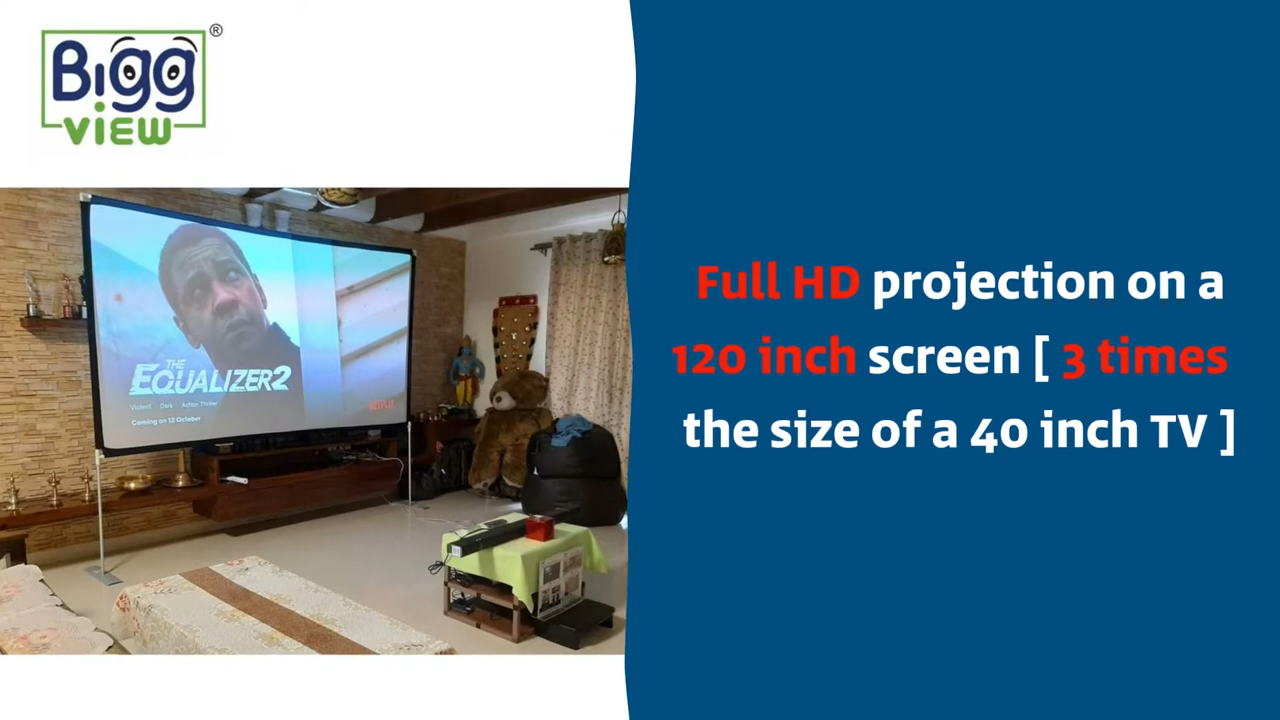 Bigg ®
ViEW
THE
EQUALIZER2
Violent Dark Action Thriller
Coming on 12 October
NETFLIX
Full HD projection on a
120 inch screen [ 3 times
the size of a 40 inch TV ]